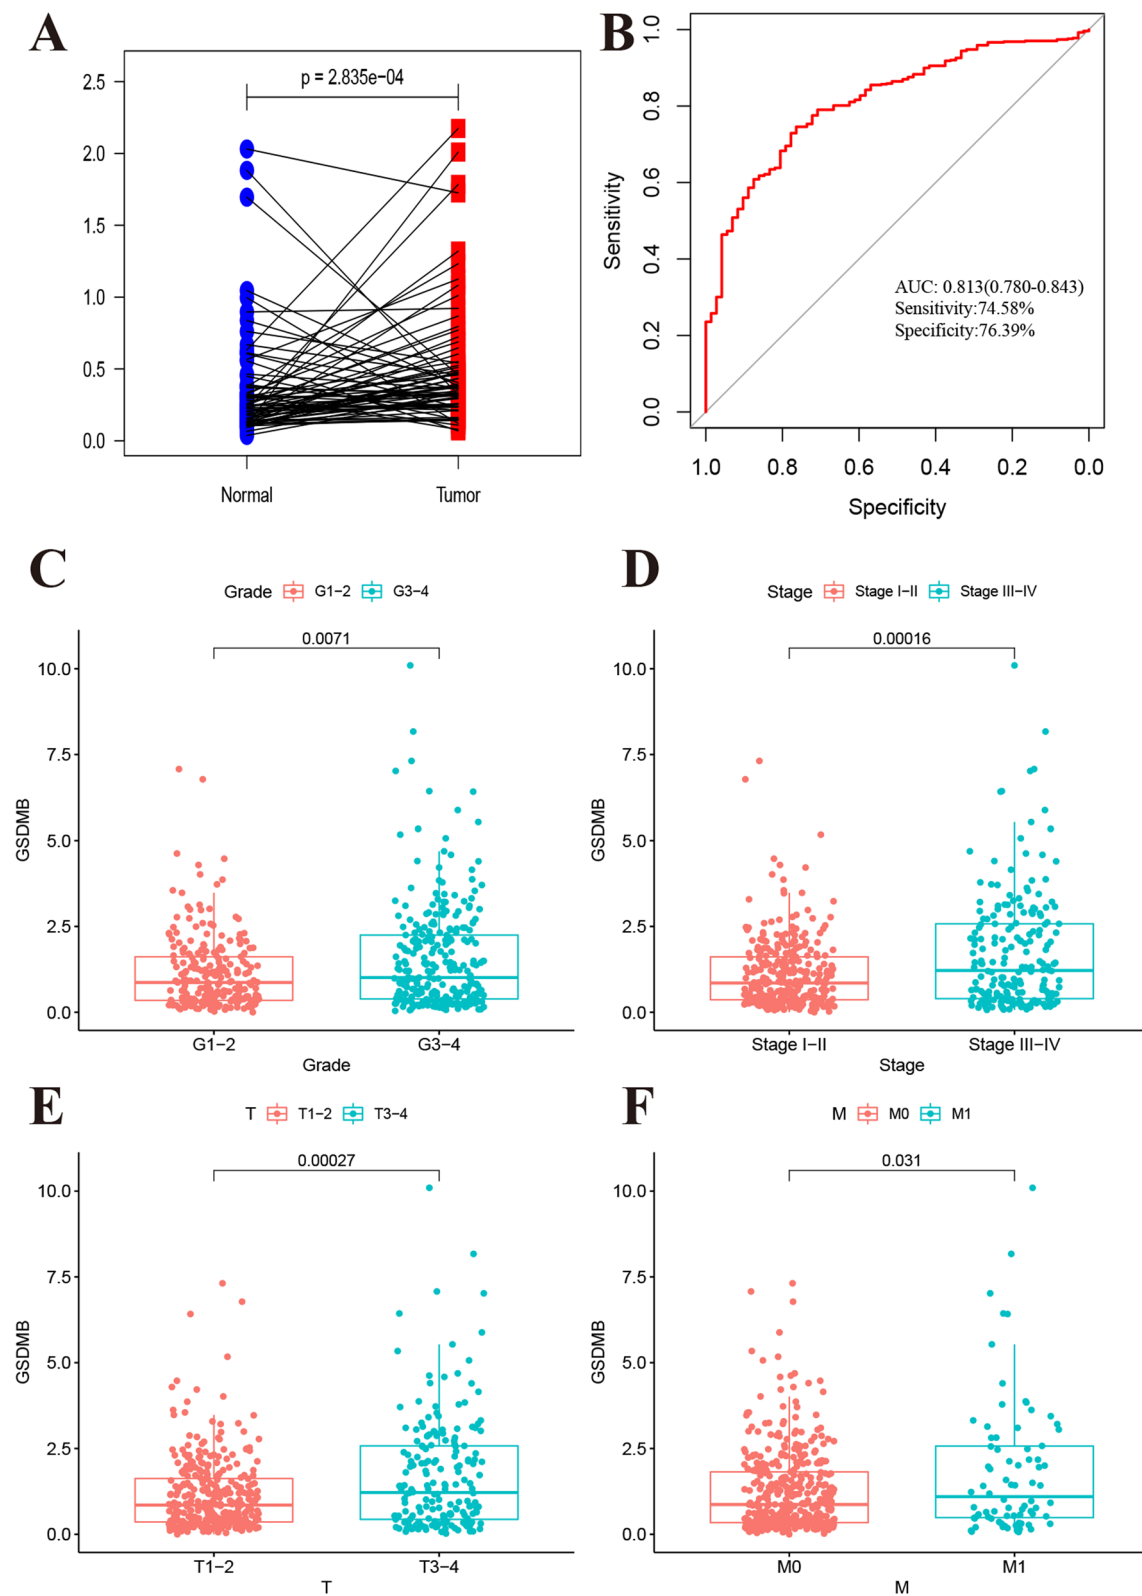 A
p = 2.835e−04
2.5
2.0
1.5
1.0
0.5
0.0
Normal
Tumor
B
Sensitivity
1.0
0.8
0.6
0.4
0.2
0.0
AUC: 0.813(0.780-0.843)
Sensitivity:74.58%
Specificity:76.39%
1.0 0.8 0.6 0.4 0.2 0.0
Specificity
C
Grade G1−2 G3−4
0.0071
GSDMB
10.0
7.5
5.0
2.5
0.0
G1−2 G3−4
Grade
D
Stage Stage I−II Stage III−IV
0.00016
GSDMB
10.0
7.5
5.0
2.5
0.0
Stage I−II Stage III−IV
Stage
E
T T1−2 T3−4
0.00027
GSDMB
10.0
7.5
5.0
2.5
0.0
T1−2 T3−4
T
F
M M0 M1
0.031
GSDMB
10.0
7.5
5.0
2.5
0.0
M0 M1
M